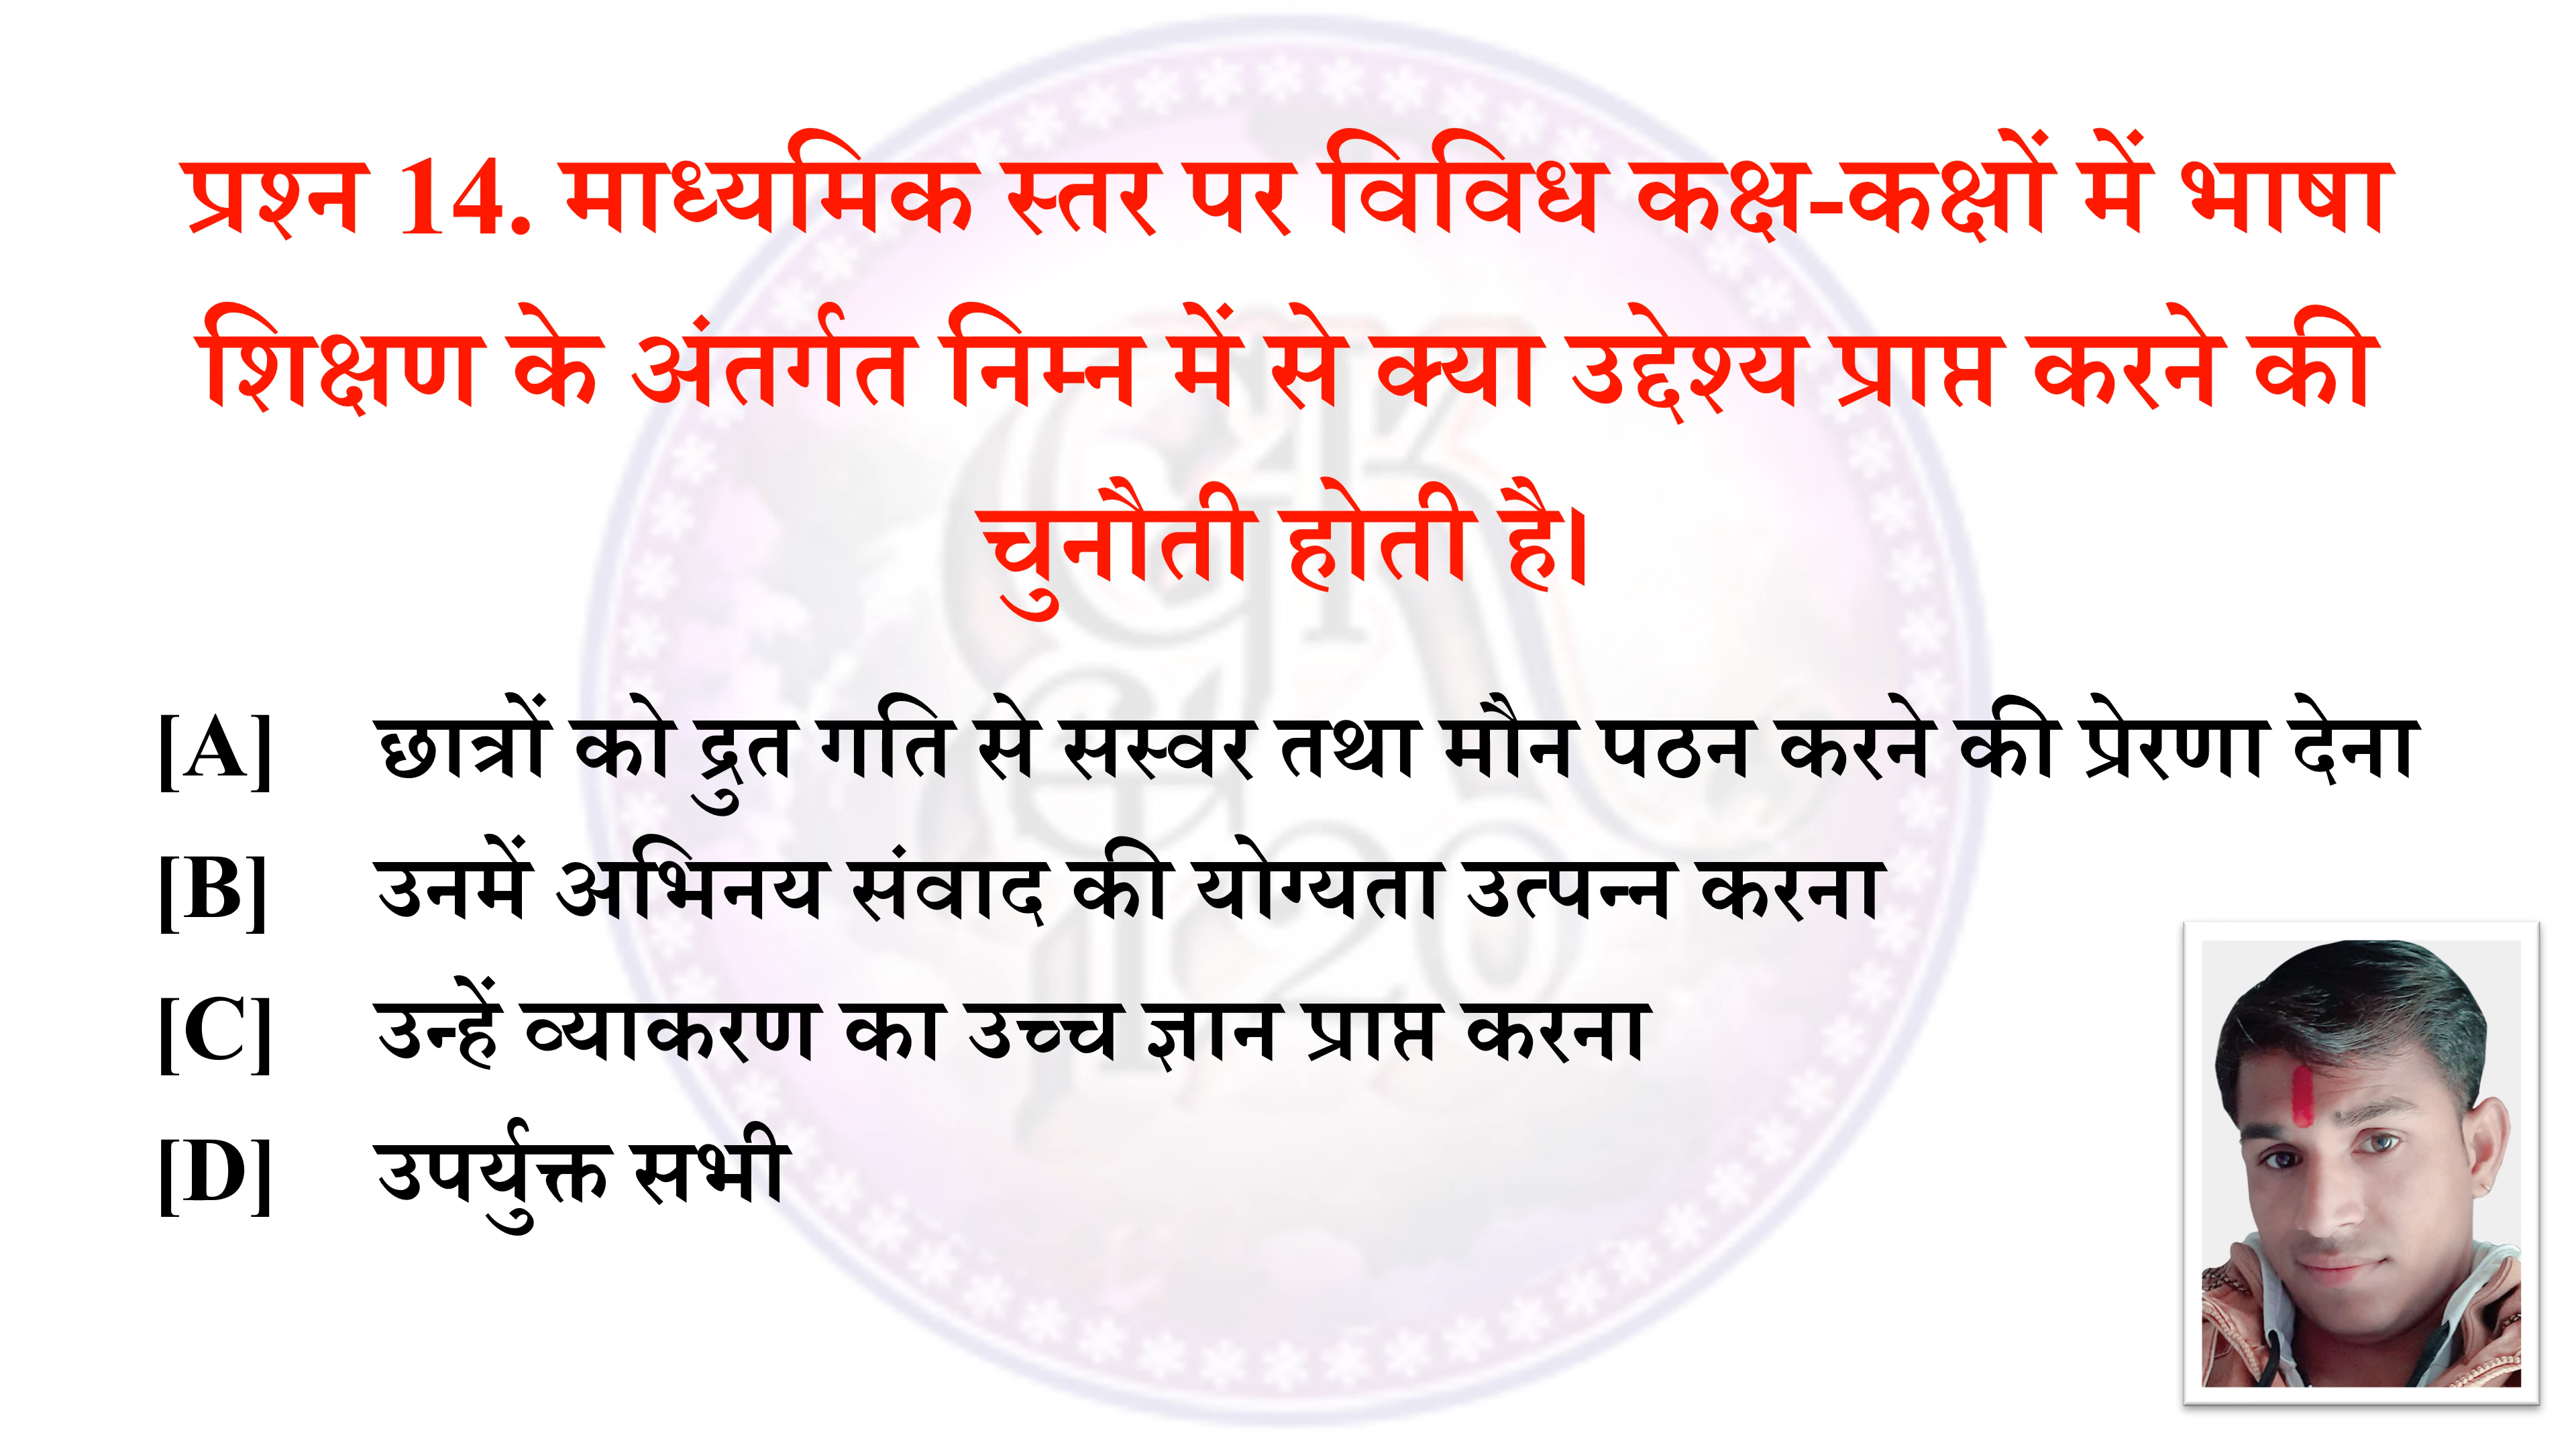 प्रश्न 14. माध्यमिक स्तर पर विविध कक्ष-कक्षों में भाषा
शिक्षण के अंतर्गत निम्न में से क्या उद्देश्य प्राप्त करने की
चुनौती होती है।
[A] छात्रों को द्रुत गति से सस्वर तथा मौन पठन करने की प्रेरणा देना
[B] उनमें अभिनय संवाद की योग्यता उत्पन्न करना
[C] उन्हें व्याकरण का उच्च ज्ञान प्राप्त करना
[D] उपर्युक्त सभी